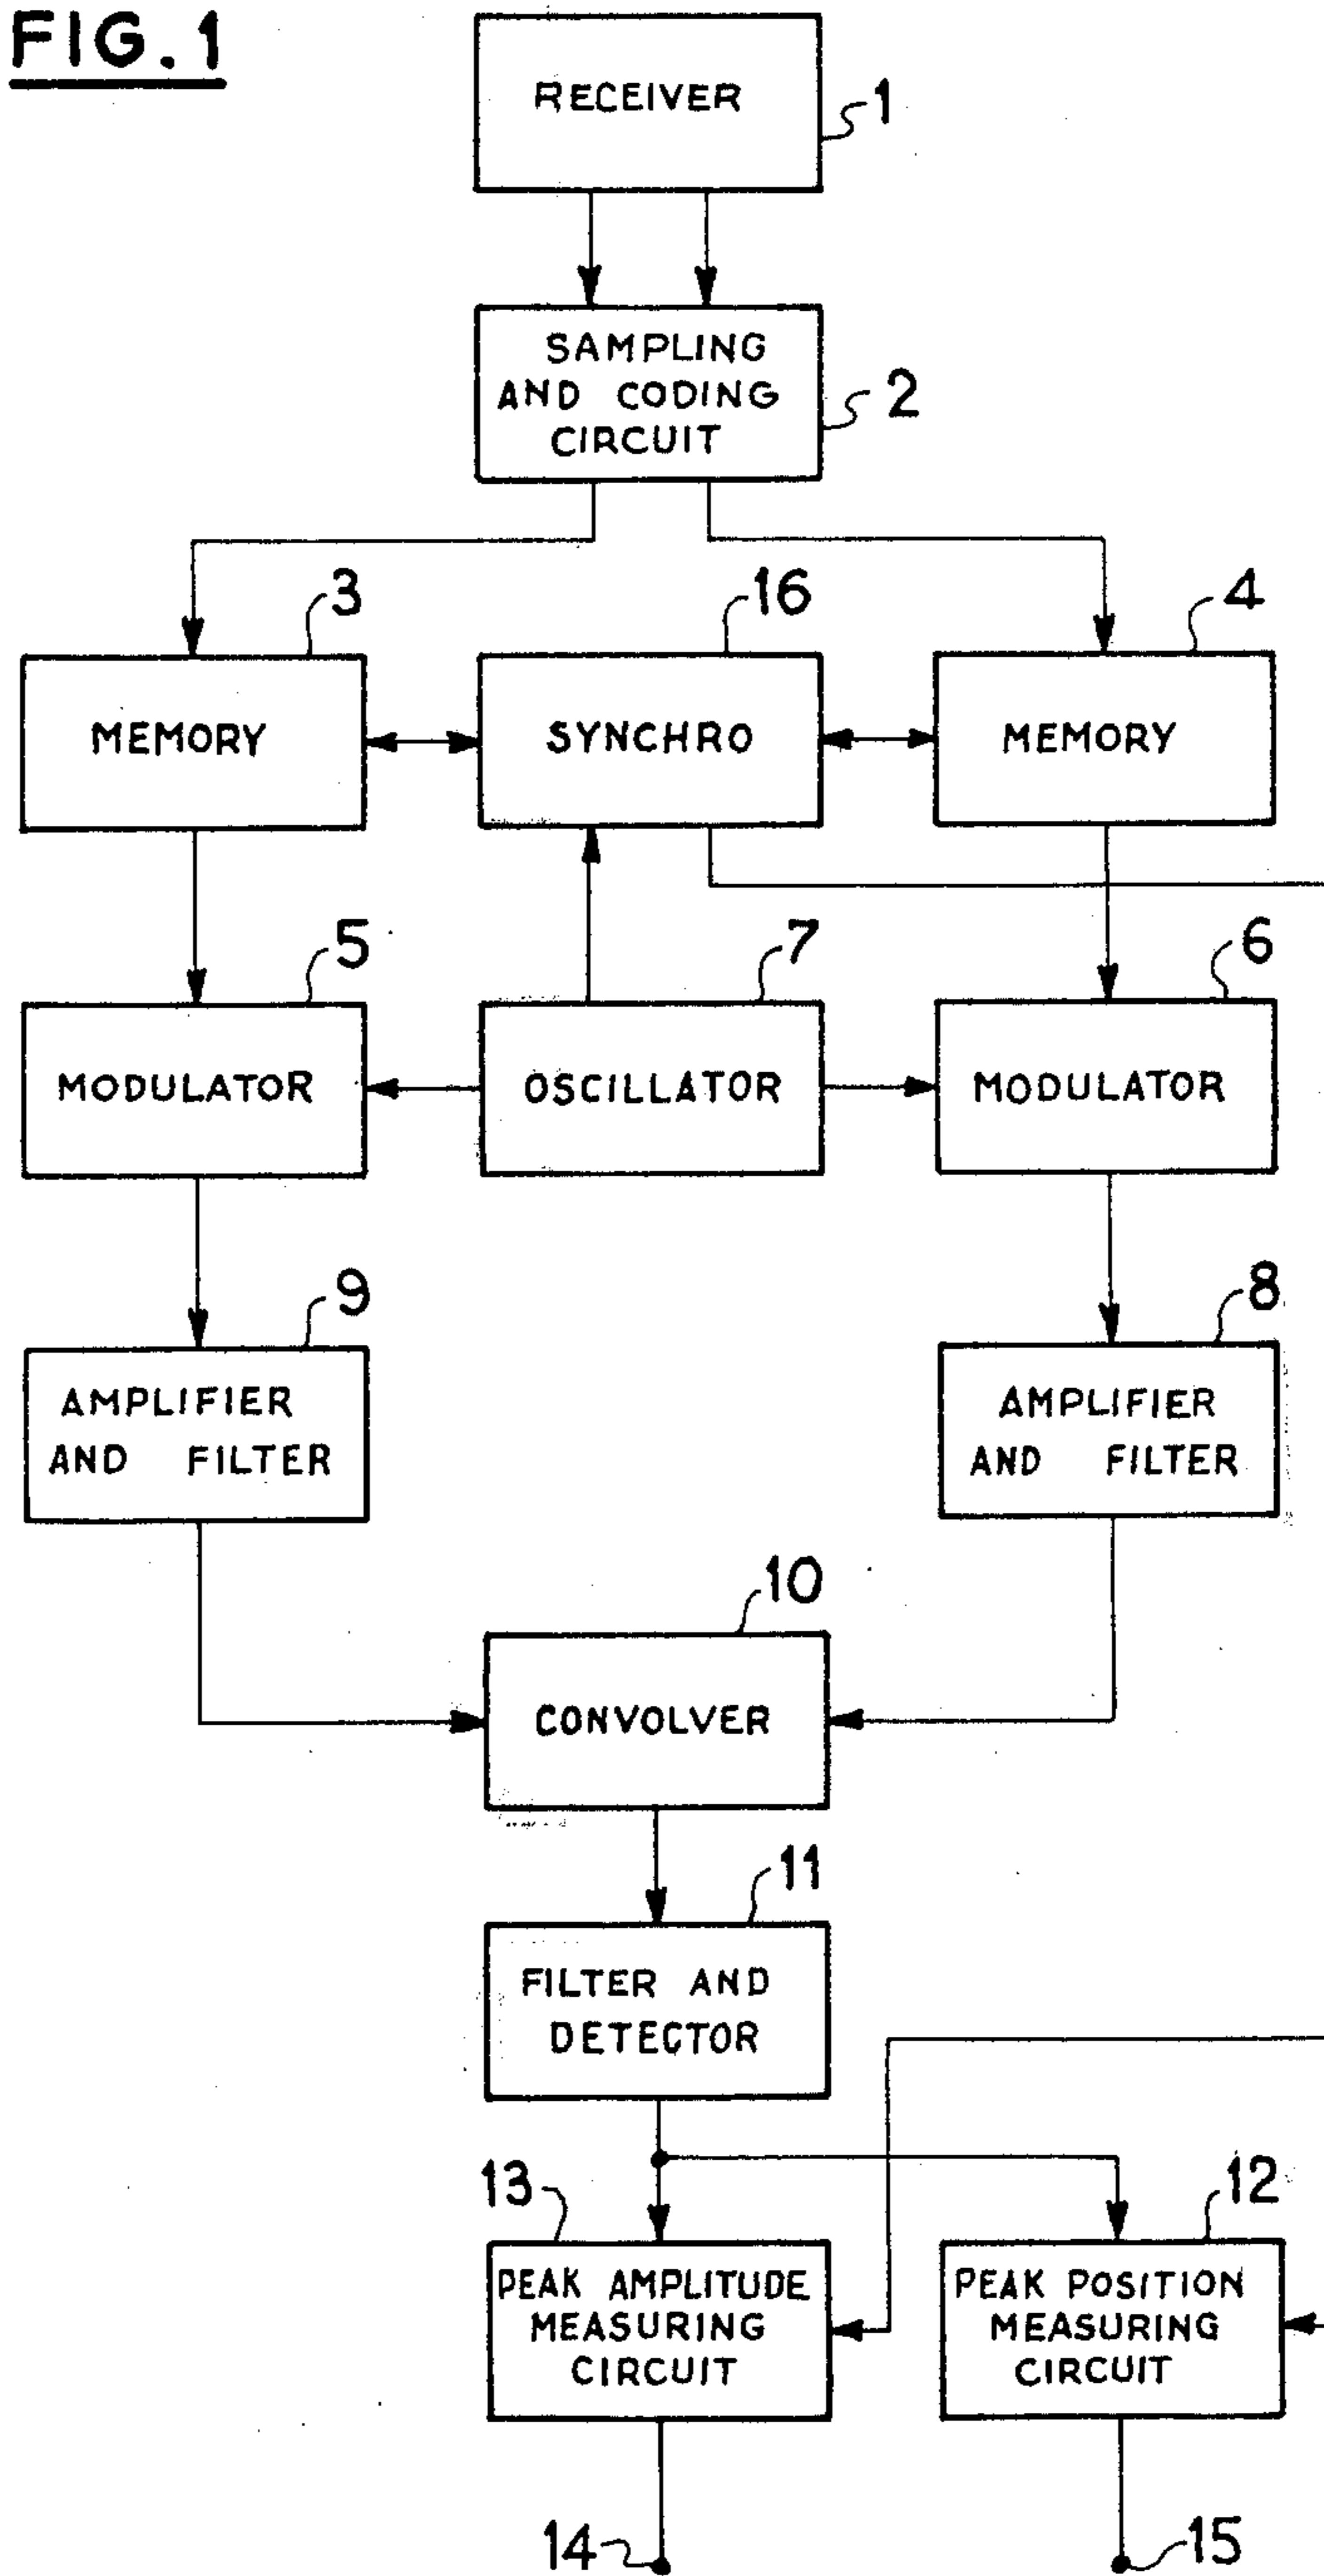 FIG. 1
RECEIVER
1
SAMPLING
AND CODING
CIRCUIT
2
3
16
4
MEMORY
SYNCHRO
MEMORY
5
7
6
MODULATOR
OSCILLATOR
MODULATOR
9
8
AMPLIFIER
AND FILTER
AMPLIFIER
AND FILTER
10
CONVOLVER
11
FILTER AND
DETECTOR
13
12
PEAK AMPLITUDE
MEASURING
CIRCUIT
PEAK POSITION
MEASURING
CIRCUIT
14
15